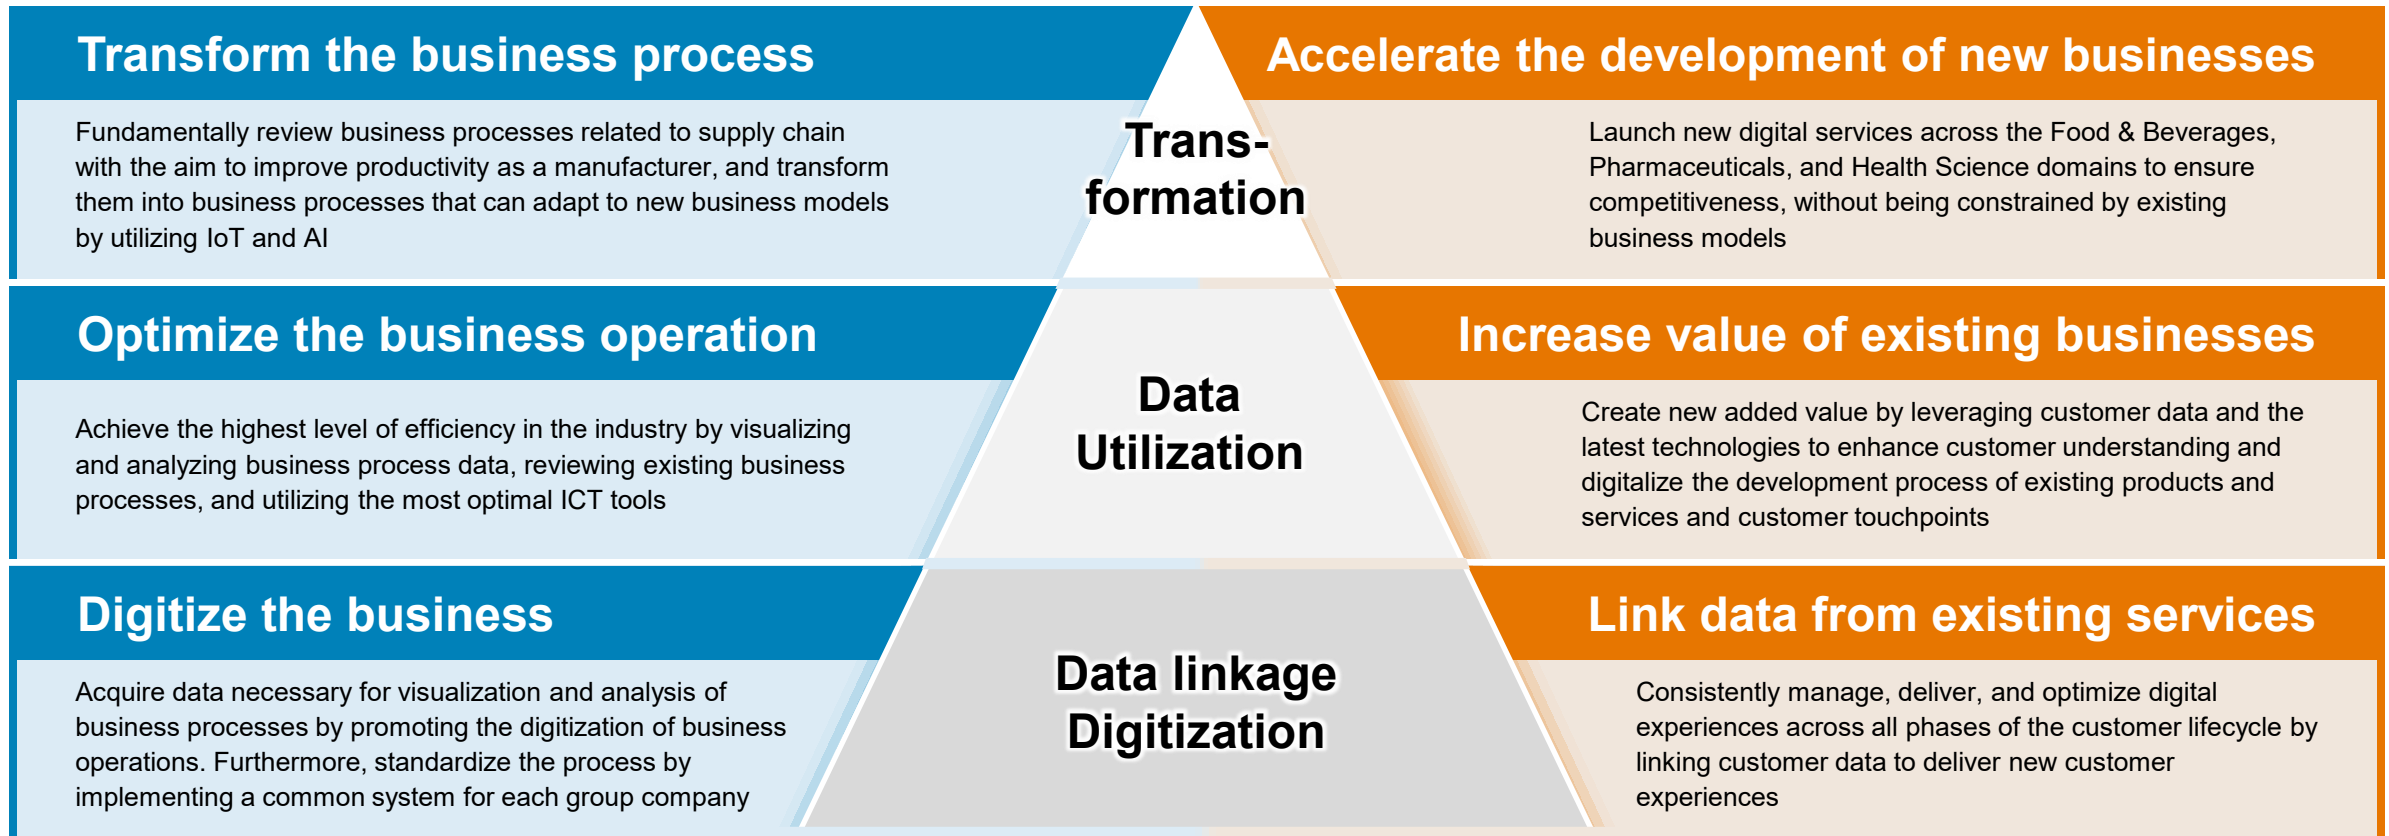 Transform the business process
Fundamentally review business processes related to supply chain
with the aim to improve productivity as a manufacturer, and transform
them into business processes that can adapt to new business models
by utilizing IoT and AI
Trans-
formation
Accelerate the development of new businesses
Launch new digital services across the Food & Beverages,
Pharmaceuticals, and Health Science domains to ensure
competitiveness, without being constrained by existing
business models
Optimize the business operation
Achieve the highest level of efficiency in the industry by visualizing
and analyzing business process data, reviewing existing business
processes, and utilizing the most optimal ICT tools
Data
Utilization
Increase value of existing businesses
Create new added value by leveraging customer data and the
latest technologies to enhance customer understanding and
digitalize the development process of existing products and
services and customer touchpoints
Digitize the business
Acquire data necessary for visualization and analysis of
business processes by promoting the digitization of business
operations. Furthermore, standardize the process by
implementing a common system for each group company
Data linkage
Digitization
Link data from existing services
Consistently manage, deliver, and optimize digital
experiences across all phases of the customer lifecycle by
linking customer data to deliver new customer
experiences